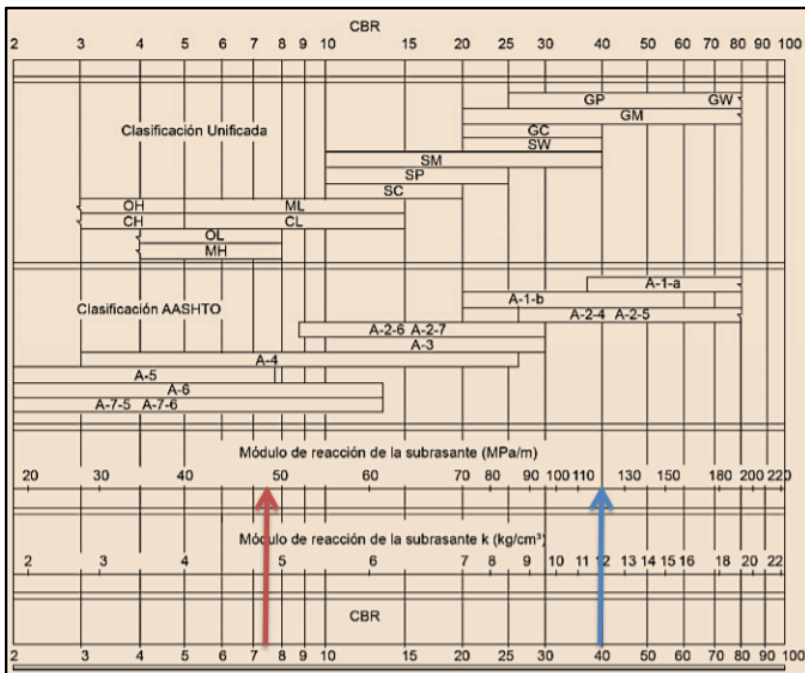 CBR
2 3 4 5 6 7 8 9 10 15 20 30 40 50 60 70 80 90 100
GP GW
Clasificación Unificada
GM
GC
SW
SM
SP
SC
OH ML
CH CL
OL
MH
A-1-a
A-1-b
Clasificación AASHTO
A-2-4 A-2-5
A-2-6 A-2-7
A-3
A-4
A-5
A-6
A-7-5 A-7-6
Módulo de reacción de la subrasante (MPa/m)
20 30 40 50 60 70 80 90 100 110 130 150 180 200 220
Módulo de reacción de la subrasante k (kg/cm³)
2 3 4 5 6 7 8 9 10 11 12 13 14 15 16 18 20 22
CBR
2 3 4 5 6 7 8 9 10 15 20 30 40 50 60 70 80 90 100